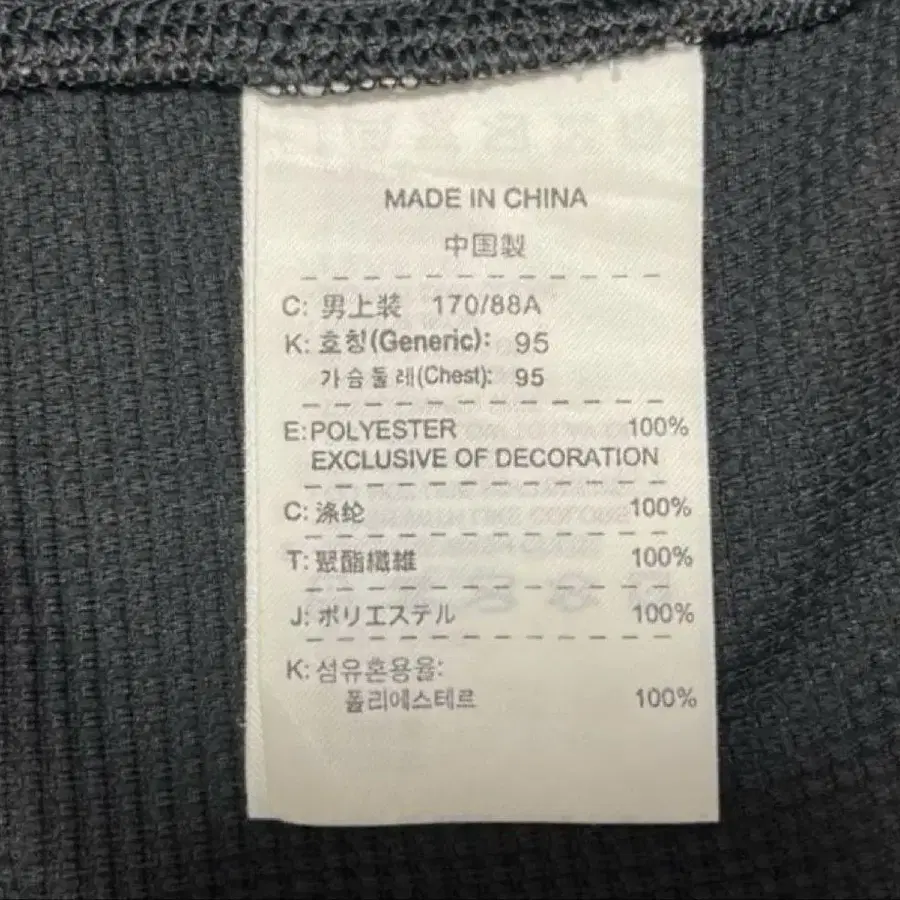 MADE IN CHINA
中国製
C: 男上装 170/88A
K: 호칭(Generic): 95
가슴둘레(Chest): 95
E:POLYESTER 100%
EXCLUSIVE OF DECORATION
C: 涤纶 100%
T: 聚酯纖維 100%
J: ポリエステル 100%
K: 섬유혼용율:
폴리에스테르 100%